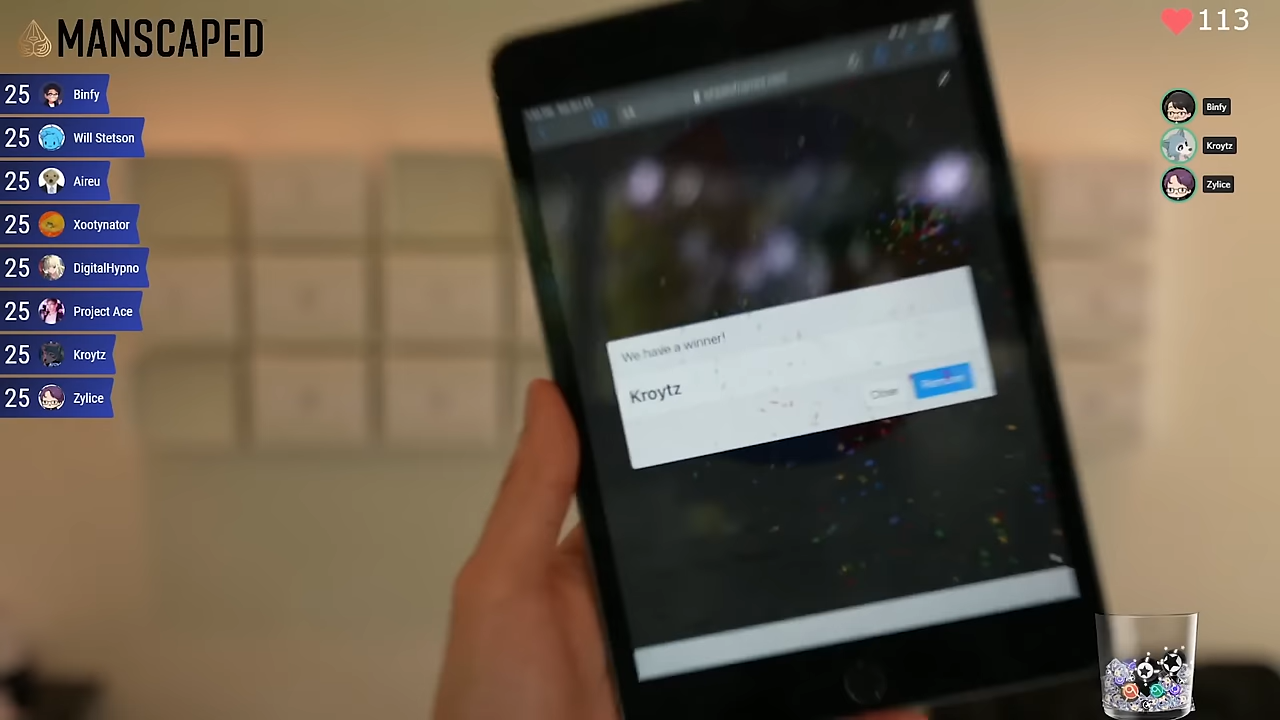 MANSCAPED
113
25 Binfy
25 Will Stetson
25 Aireu
25 Xootynator
25 DigitalHypno
25 Project Ace
25 Kroytz
25 Zylice
Binfy
Kroytz
Zylice
We have a winner!
Kroytz
Close